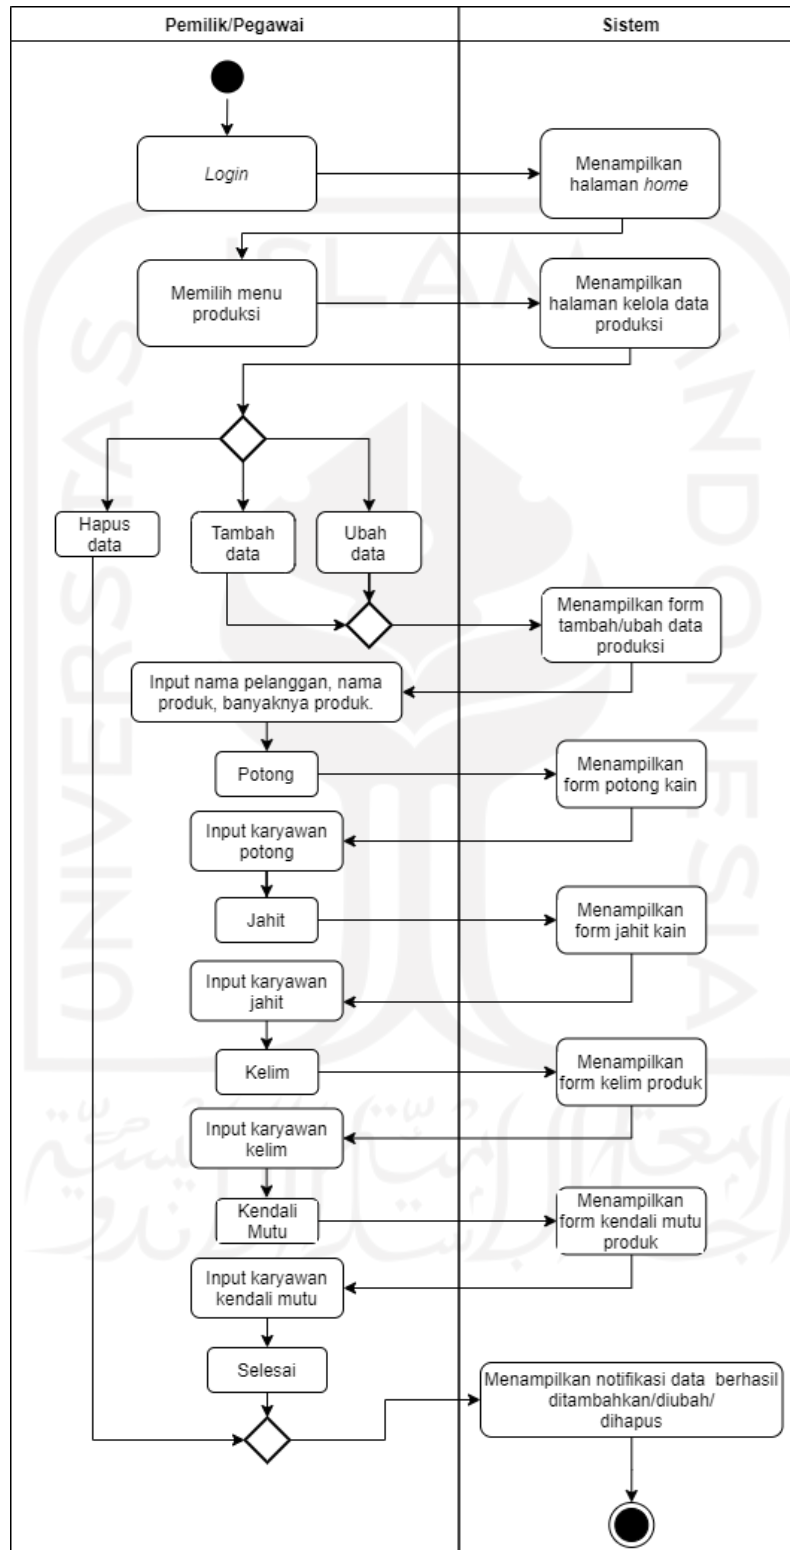 Pemilik/Pegawai
Sistem
Login
Menampilkan
halaman home
Memilih menu
produksi
Menampilkan
halaman kelola data
produksi
Hapus
data
Tambah
data
Ubah
data
Menampilkan form
tambah/ubah data
produksi
Input nama pelanggan, nama
produk, banyaknya produk.
Potong
Menampilkan
form potong kain
Input karyawan
potong
Jahit
Menampilkan
form jahit kain
Input karyawan
jahit
Kelim
Menampilkan
form kelim produk
Input karyawan
kelim
Kendali
Mutu
Menampilkan
form kendali mutu
produk
Input karyawan
kendali mutu
Selesai
Menampilkan notifikasi data berhasil
ditambahkan/diubah/
dihapus
UNIVERSITAS
ISLAM
INDONESIA